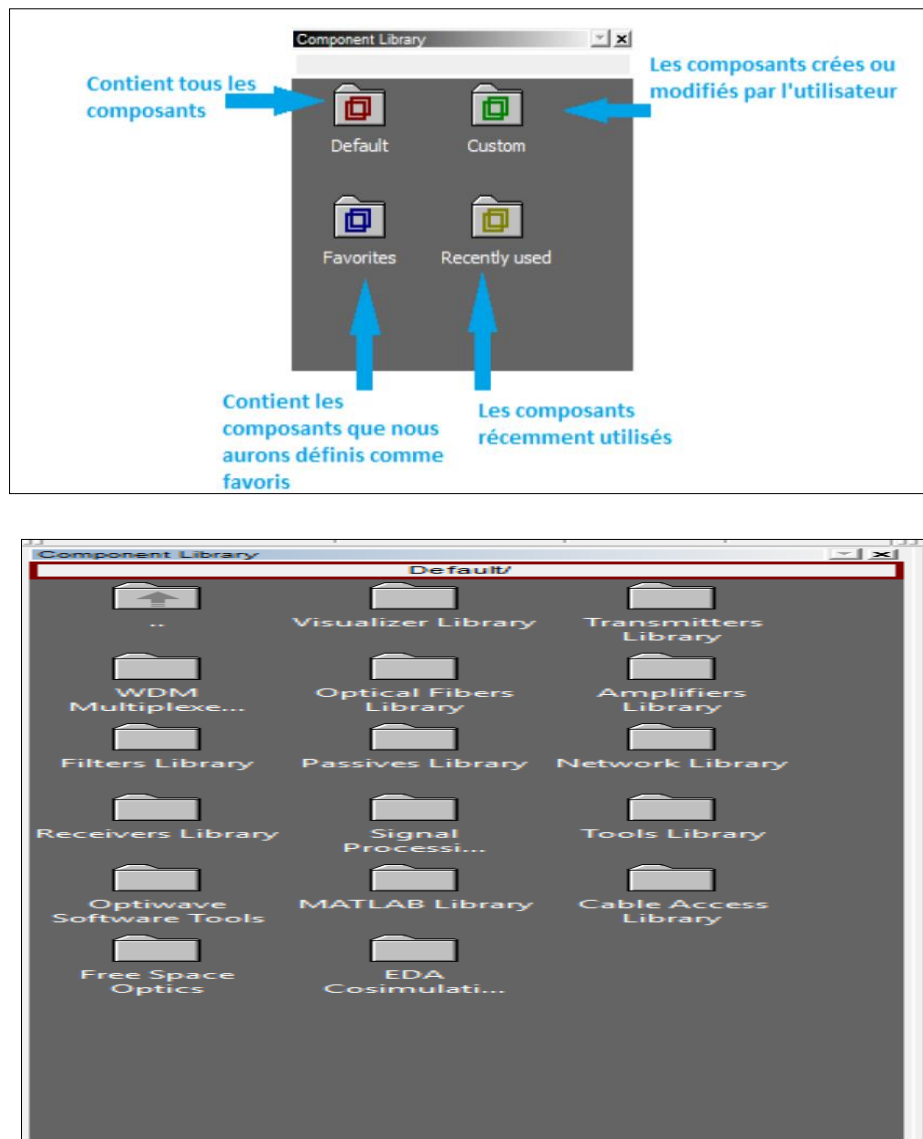 Component Library
Contient tous les
composants
Les composants crées ou
modifiés par l'utilisateur
Default
Custom
Favorites
Recently used
Contient les
composants que nous
aurons définis comme
favoris
Les composants
récemment utilisés
Component Library
Default/
..
Visualizer Library
Transmitters
Library
WDM
Multiplexe...
Optical Fibers
Library
Amplifiers
Library
Filters Library
Passives Library
Network Library
Receivers Library
Signal
Processi...
Tools Library
Optiwave
Software Tools
MATLAB Library
Cable Access
Library
Free Space
Optics
EDA
Cosimulati...